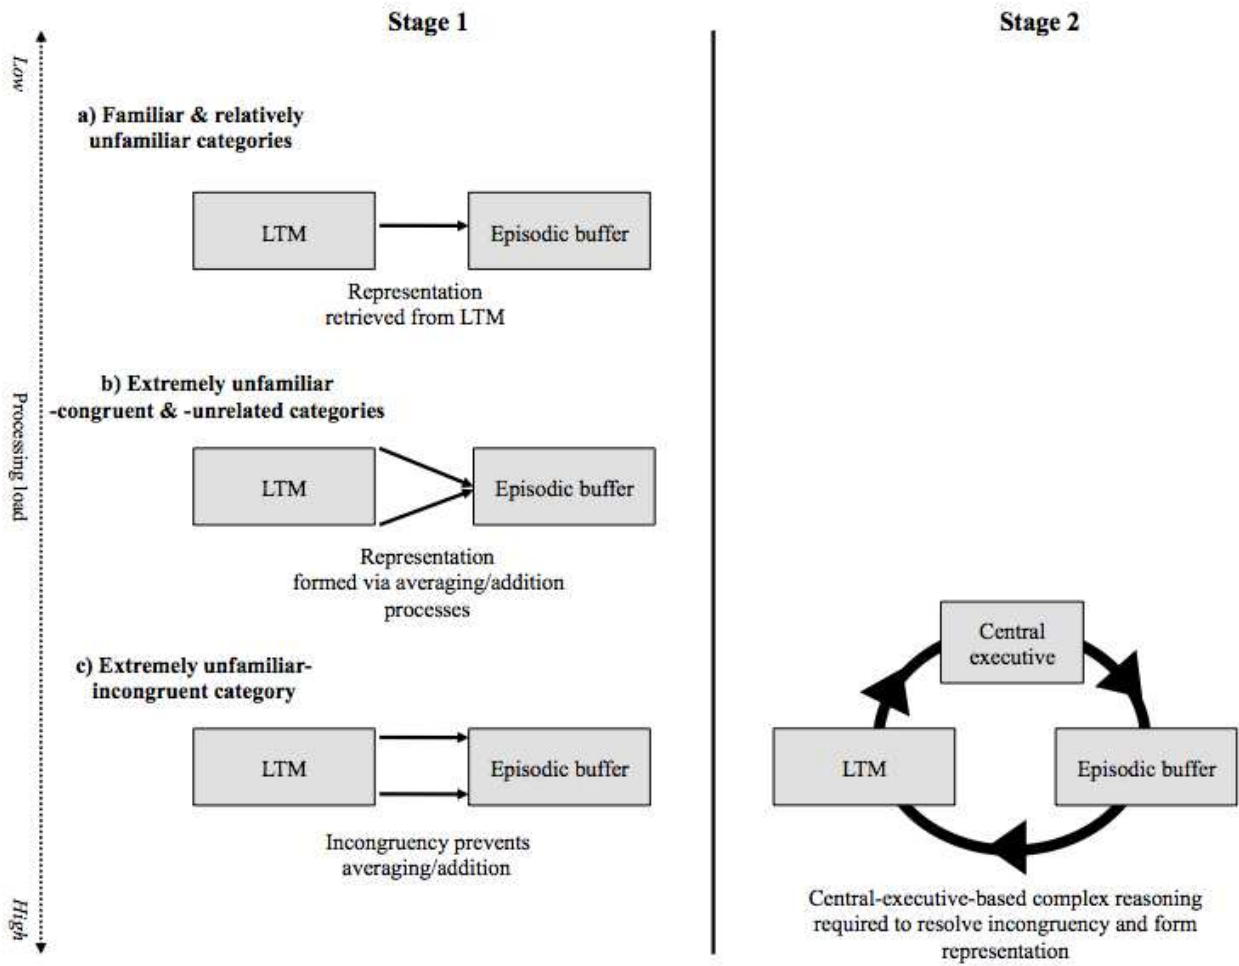 Stage 1
Stage 2
Low
Processing load
High
a) Familiar & relatively
unfamiliar categories
LTM
Episodic buffer
Representation
retrieved from LTM
b) Extremely unfamiliar
-congruent & -unrelated categories
LTM
Episodic buffer
Representation
formed via averaging/addition
processes
c) Extremely unfamiliar-
incongruent category
LTM
Episodic buffer
Incongruency prevents
averaging/addition
Central
executive
LTM
Episodic buffer
Central-executive-based complex reasoning
required to resolve incongruency and form
representation